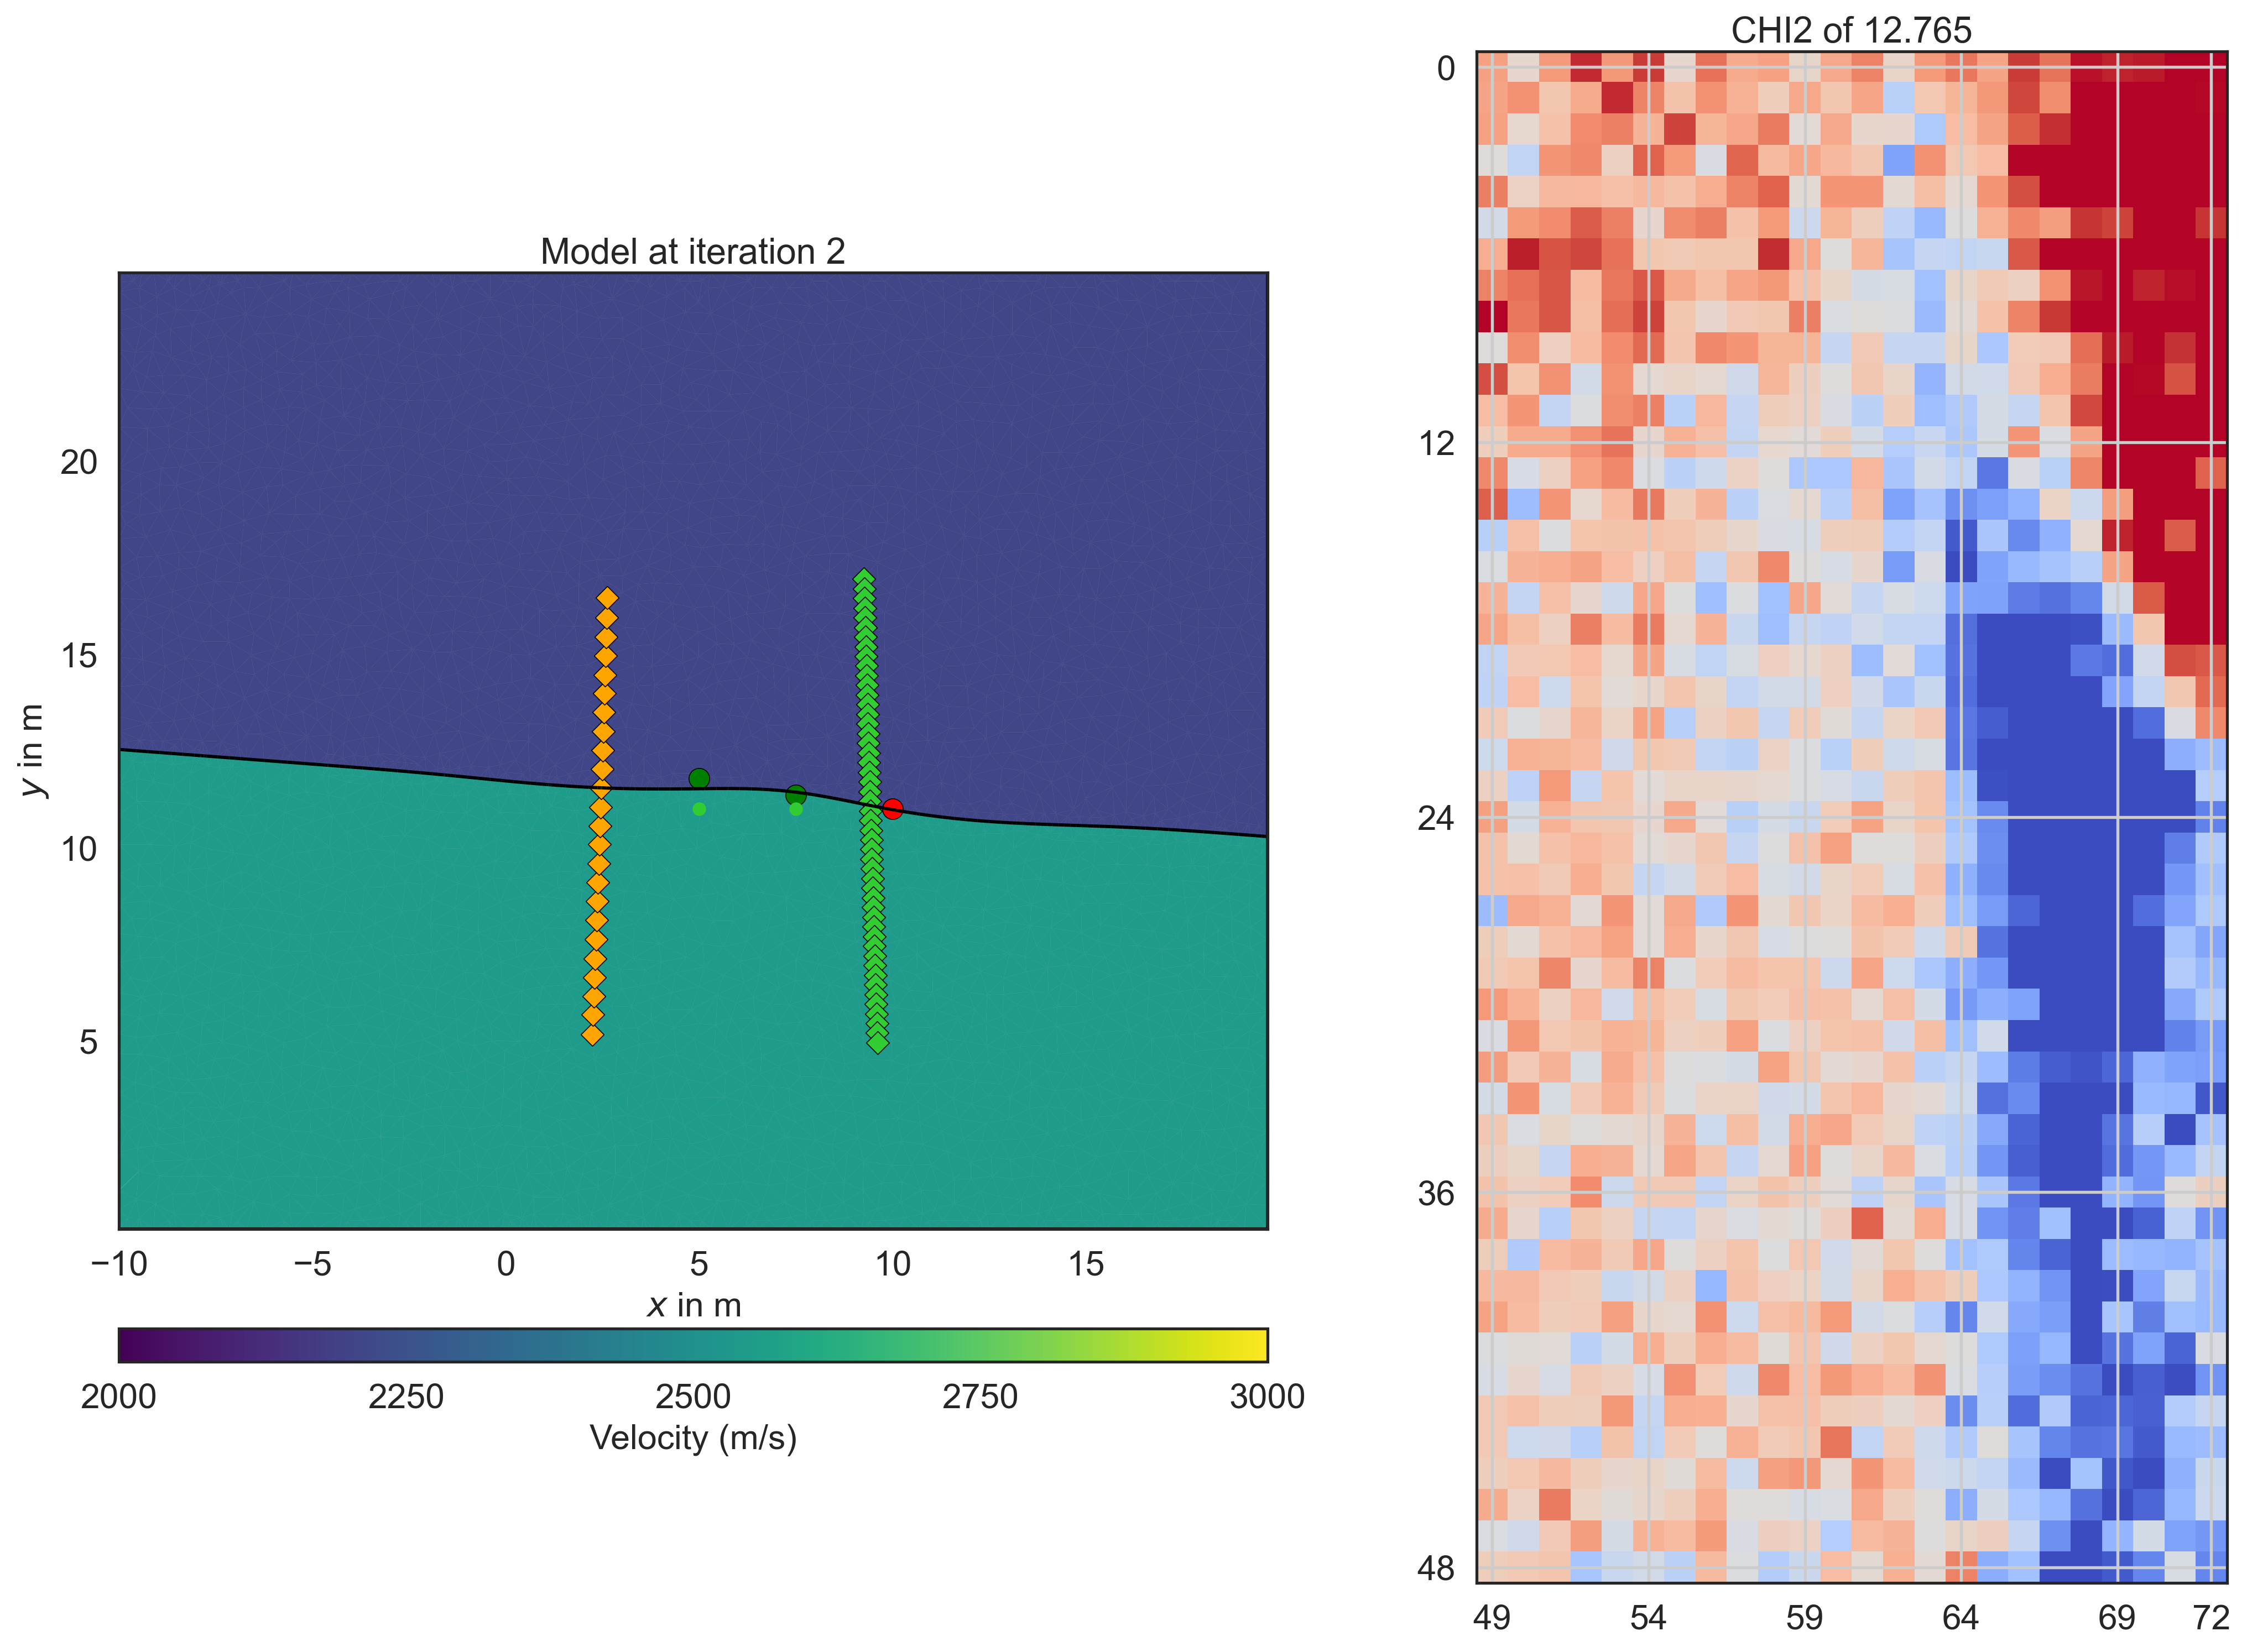 Model at iteration 2
20
15
10
5
y in m
−10 −5 0 5 10 15
x in m
2000 2250 2500 2750 3000
Velocity (m/s)
CHI2 of 12.765
0
12
24
36
48
49 54 59 64 69 72